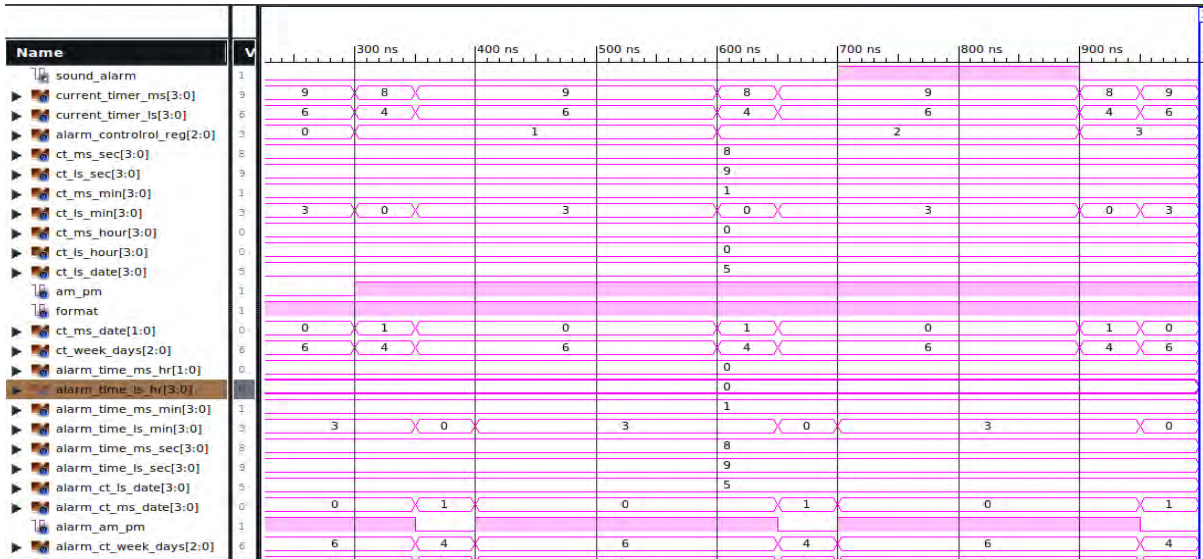 300 ns 400 ns 500 ns 600 ns 700 ns 800 ns 900 ns
Name V
sound_alarm 1
current_timer_ms[3:0] 9 9 8 9 8 9 8 9
current_timer_ls[3:0] 6 6 4 6 4 6 4 6
alarm_controlrol_reg[2:0] 3 0 1 2 3
ct_ms_sec[3:0] 8 8
ct_ls_sec[3:0] 9 9
ct_ms_min[3:0] 1 1
ct_ls_min[3:0] 3 3 0 3 0 3 0 3
ct_ms_hour[3:0] 0 0
ct_ls_hour[3:0] 0 0
ct_ls_date[3:0] 5 5
am_pm 1
format 1
ct_ms_date[1:0] 0 0 1 0 1 0 1 0
ct_week_days[2:0] 6 6 4 6 4 6 4 6
alarm_time_ms_hr[1:0] 0 0
alarm_time_ls_hr[3:0] 0
alarm_time_ms_min[3:0] 1 1
alarm_time_ls_min[3:0] 3 3 0 3 0 3 0
alarm_time_ms_sec[3:0] 8 8
alarm_time_ls_sec[3:0] 9 9
alarm_ct_ls_date[3:0] 5 5
alarm_ct_ms_date[3:0] 0 0 1 0 1 0 1
alarm_am_pm 1
alarm_ct_week_days[2:0] 6 6 4 6 4 6 4